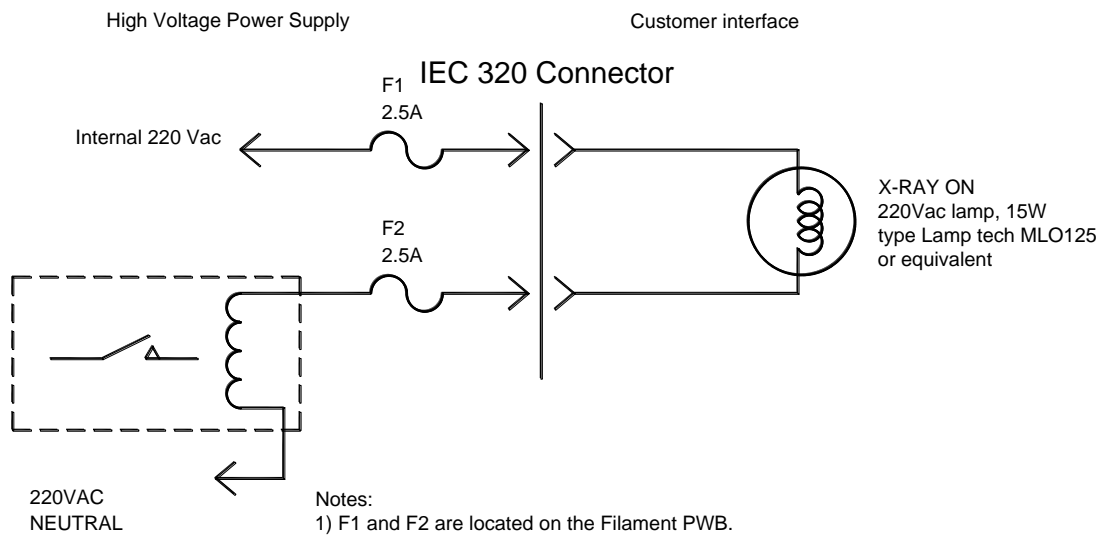 High Voltage Power Supply
Customer interface
IEC 320 Connector
F1
2.5A
Internal 220 Vac
X-RAY ON
220Vac lamp, 15W
type Lamp tech MLO125
or equivalent
F2
2.5A
220VAC
NEUTRAL
Notes:
1) F1 and F2 are located on the Filament PWB.